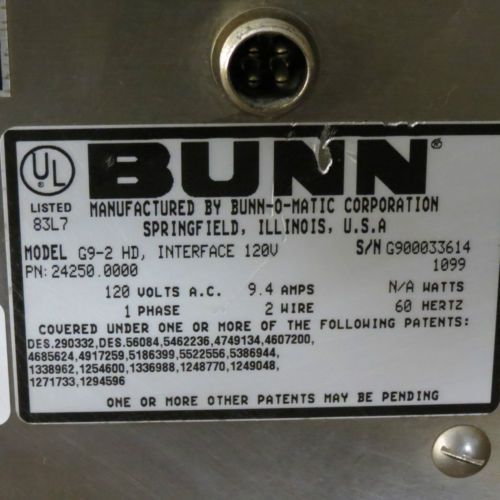 UL ®
BUNN®
LISTED
83L7
MANUFACTURED BY BUNN-O-MATIC CORPORATION
SPRINGFIELD, ILLINOIS, U.S.A
MODEL G9-2 HD, INTERFACE 120V S/N G900033614
PN: 24250.0000 1099
120 VOLTS A.C. 9.4 AMPS N/A WATTS
1 PHASE 2 WIRE 60 HERTZ
COVERED UNDER ONE OR MORE OF THE FOLLOWING PATENTS:
DES.290332,DES.56084,5462236,4749134,4607200,
4685624,4917259,5186399,5522556,5386944,
1338962,1254600,1336988,1248770,1249048,
1271733,1294596
ONE OR MORE OTHER PATENTS MAY BE PENDING